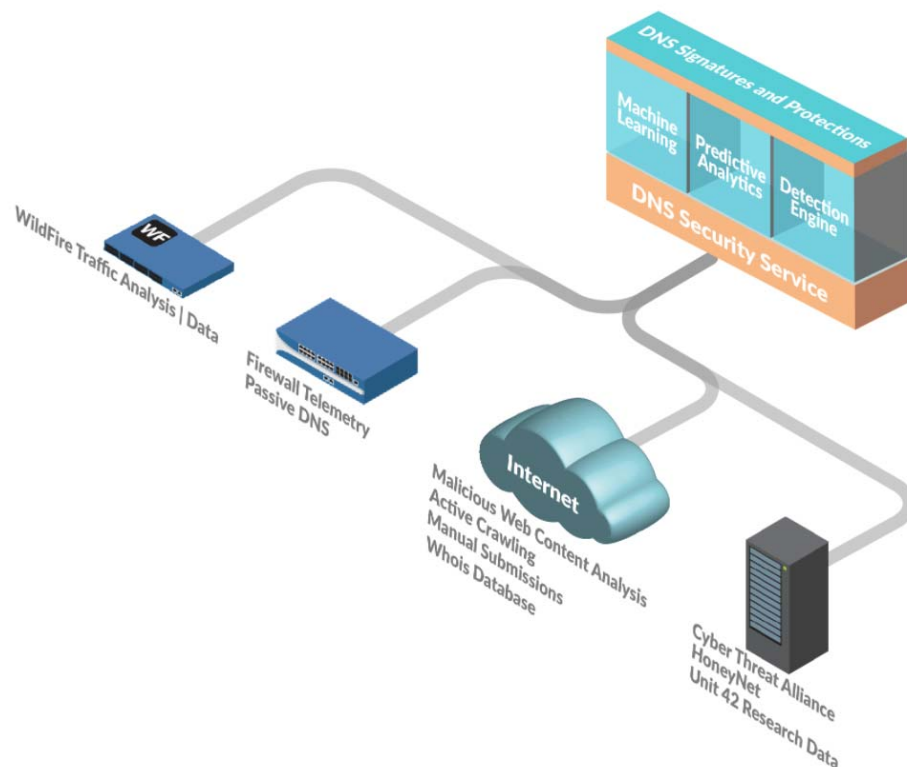 DNS Signatures and Protections
Machine
Learning
Predictive
Analytics
Detection
Engine
DNS Security Service
WF
WildFire Traffic Analysis | Data
Firewall Telemetry
Passive DNS
Internet
Malicious Web Content Analysis
Active Crawling
Manual Submissions
Whois Database
Cyber Threat Alliance
HoneyNet
Unit 42 Research Data